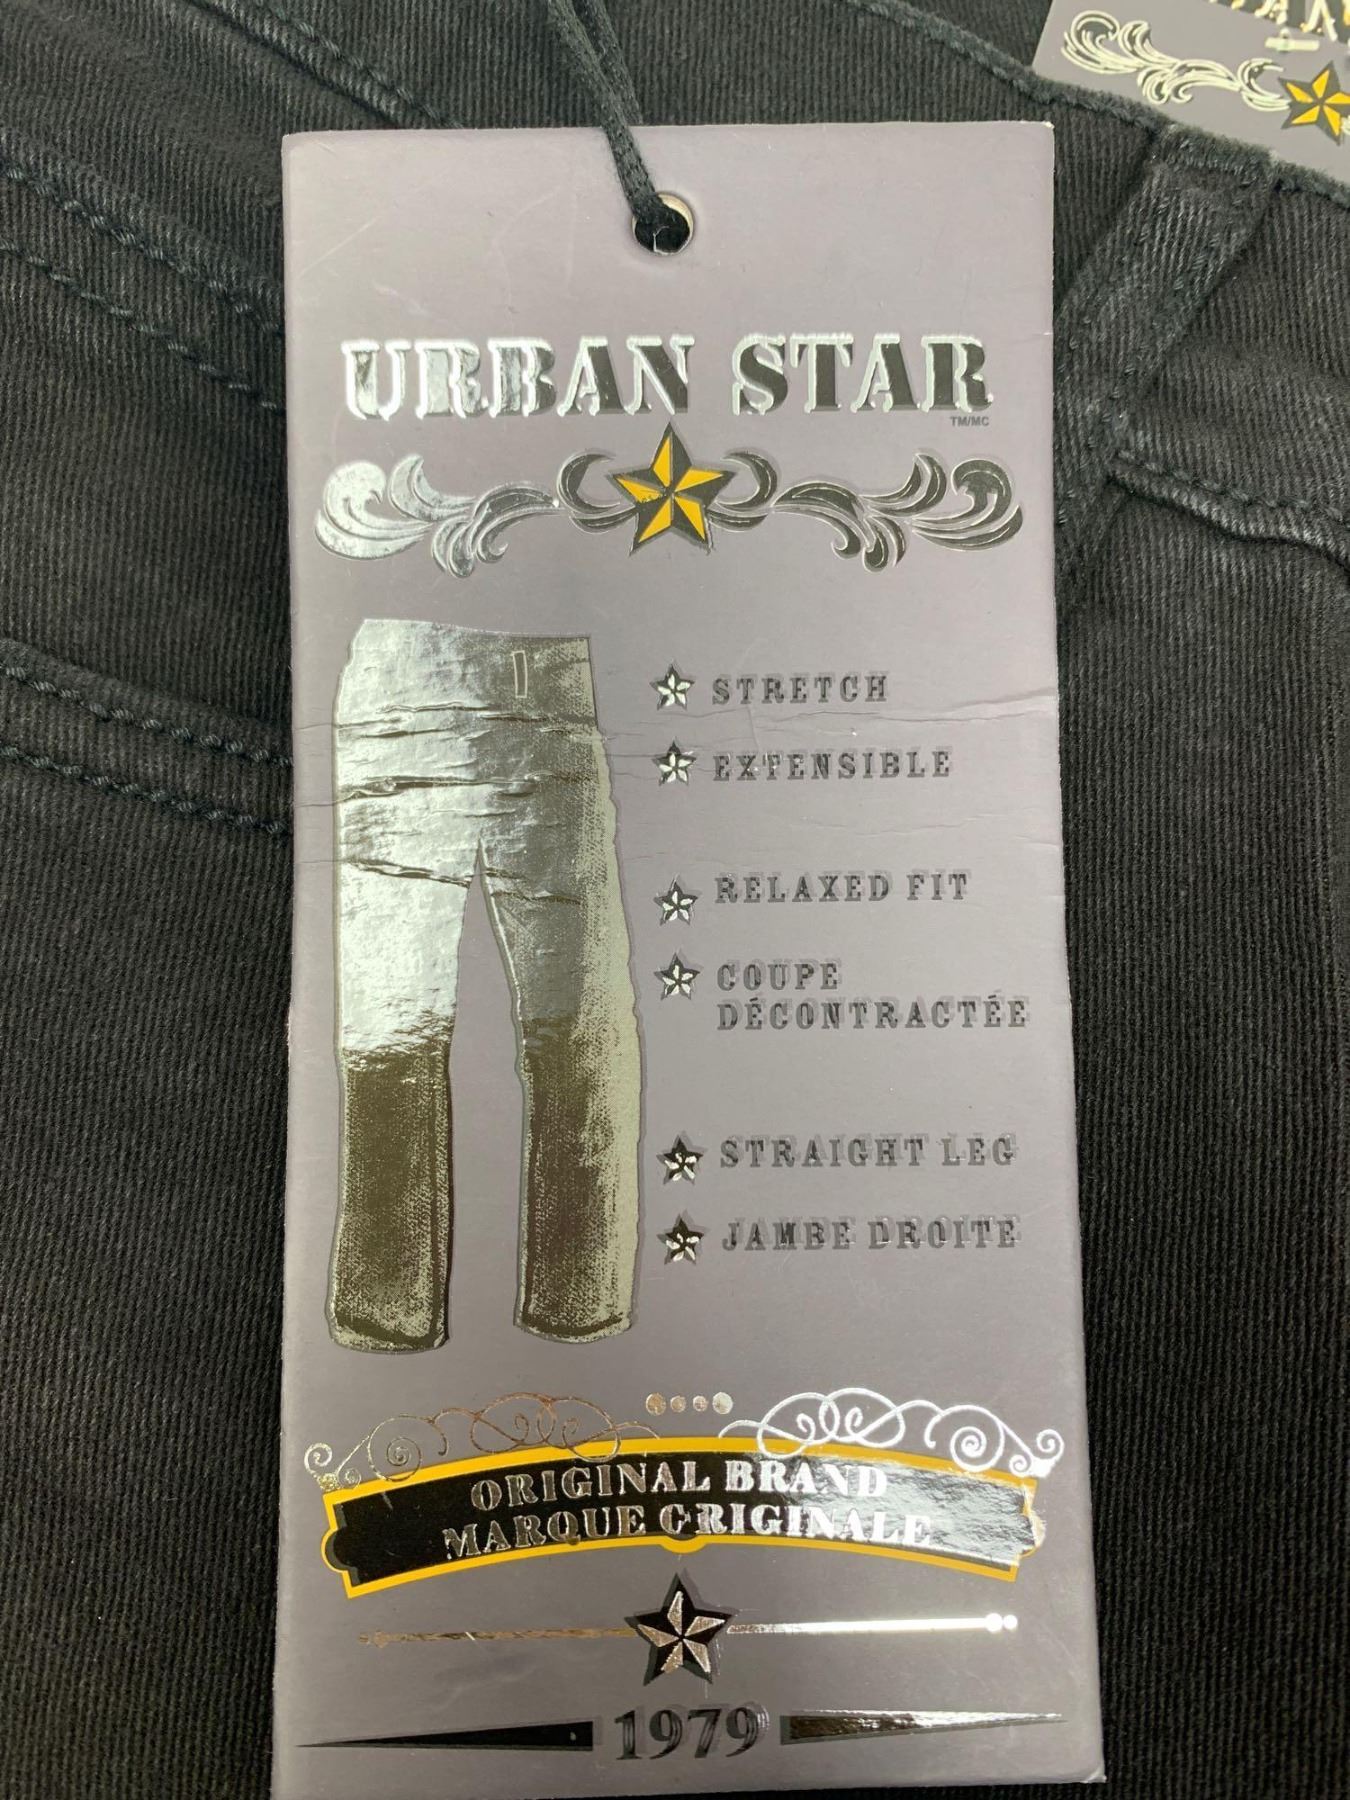 URBAN STAR
TM/MC
STRETCH
EXTENSIBLE
RELAXED FIT
COUPE
DÉCONTRACTÉE
STRAIGHT LEG
JAMBE DROITE
ORIGINAL BRAND
MARQUE ORIGINALE
1979